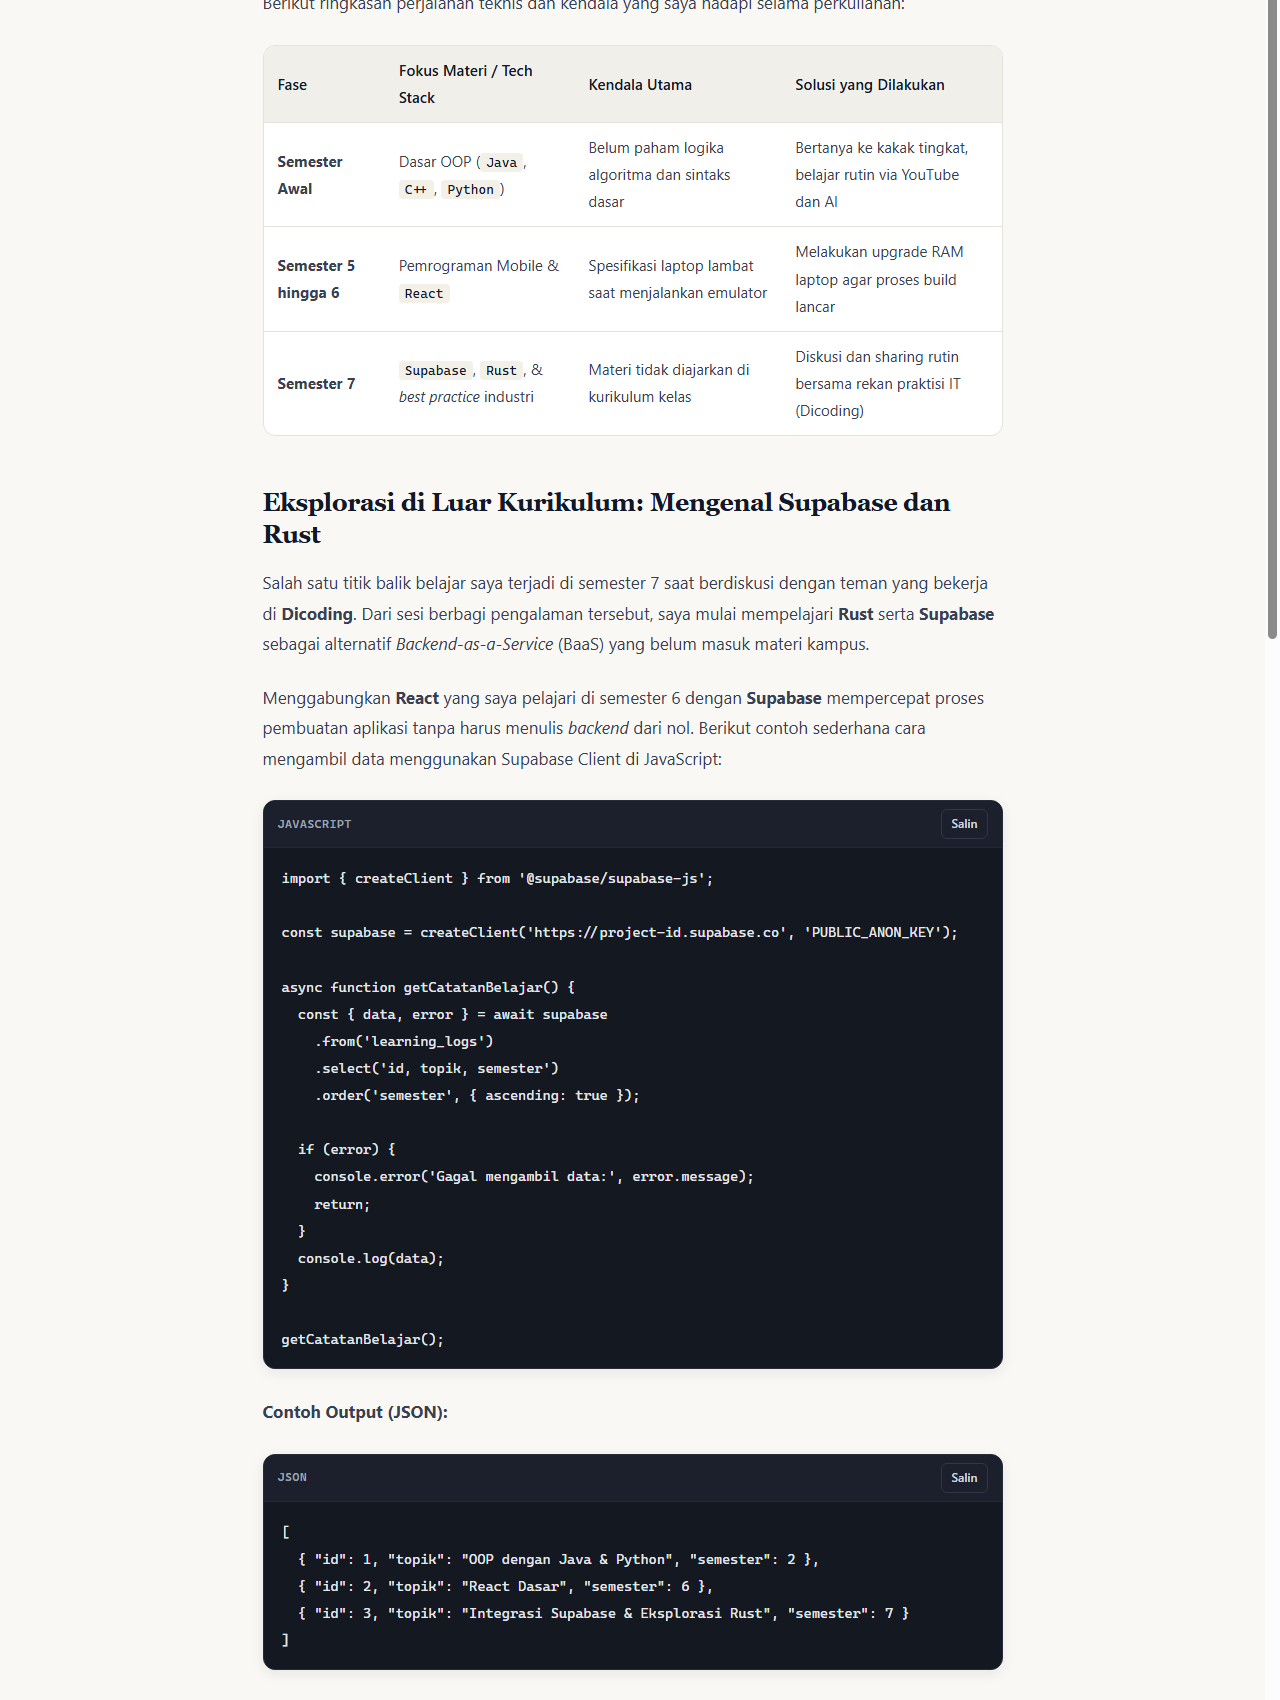 Berikut ringkasan perjalanan teknis dan kendala yang saya hadapi selama perkuliahan:
Fase
Fokus Materi / Tech
Stack
Kendala Utama
Solusi yang Dilakukan
Semester
Awal
Dasar OOP ( Java ,
C++ , Python )
Belum paham logika
algoritma dan sintaks
dasar
Bertanya ke kakak tingkat,
belajar rutin via YouTube
dan AI
Semester 5
hingga 6
Pemrograman Mobile &
React
Spesifikasi laptop lambat
saat menjalankan emulator
Melakukan upgrade RAM
laptop agar proses build
lancar
Semester 7
Supabase , Rust , &
best practice industri
Materi tidak diajarkan di
kurikulum kelas
Diskusi dan sharing rutin
bersama rekan praktisi IT
(Dicoding)
Eksplorasi di Luar Kurikulum: Mengenal Supabase dan
Rust
Salah satu titik balik belajar saya terjadi di semester 7 saat berdiskusi dengan teman yang bekerja
di Dicoding. Dari sesi berbagi pengalaman tersebut, saya mulai mempelajari Rust serta Supabase
sebagai alternatif Backend-as-a-Service (BaaS) yang belum masuk materi kampus.
Menggabungkan React yang saya pelajari di semester 6 dengan Supabase mempercepat proses
pembuatan aplikasi tanpa harus menulis backend dari nol. Berikut contoh sederhana cara
mengambil data menggunakan Supabase Client di JavaScript:
JAVASCRIPT
Salin
import { createClient } from '@supabase/supabase-js';
const supabase = createClient('https://project-id.supabase.co', 'PUBLIC_ANON_KEY');
async function getCatatanBelajar() {
  const { data, error } = await supabase
    .from('learning_logs')
    .select('id, topik, semester')
    .order('semester', { ascending: true });
  if (error) {
    console.error('Gagal mengambil data:', error.message);
    return;
  }
  console.log(data);
}
getCatatanBelajar();
Contoh Output (JSON):
JSON
Salin
[
  { "id": 1, "topik": "OOP dengan Java & Python", "semester": 2 },
  { "id": 2, "topik": "React Dasar", "semester": 6 },
  { "id": 3, "topik": "Integrasi Supabase & Eksplorasi Rust", "semester": 7 }
]